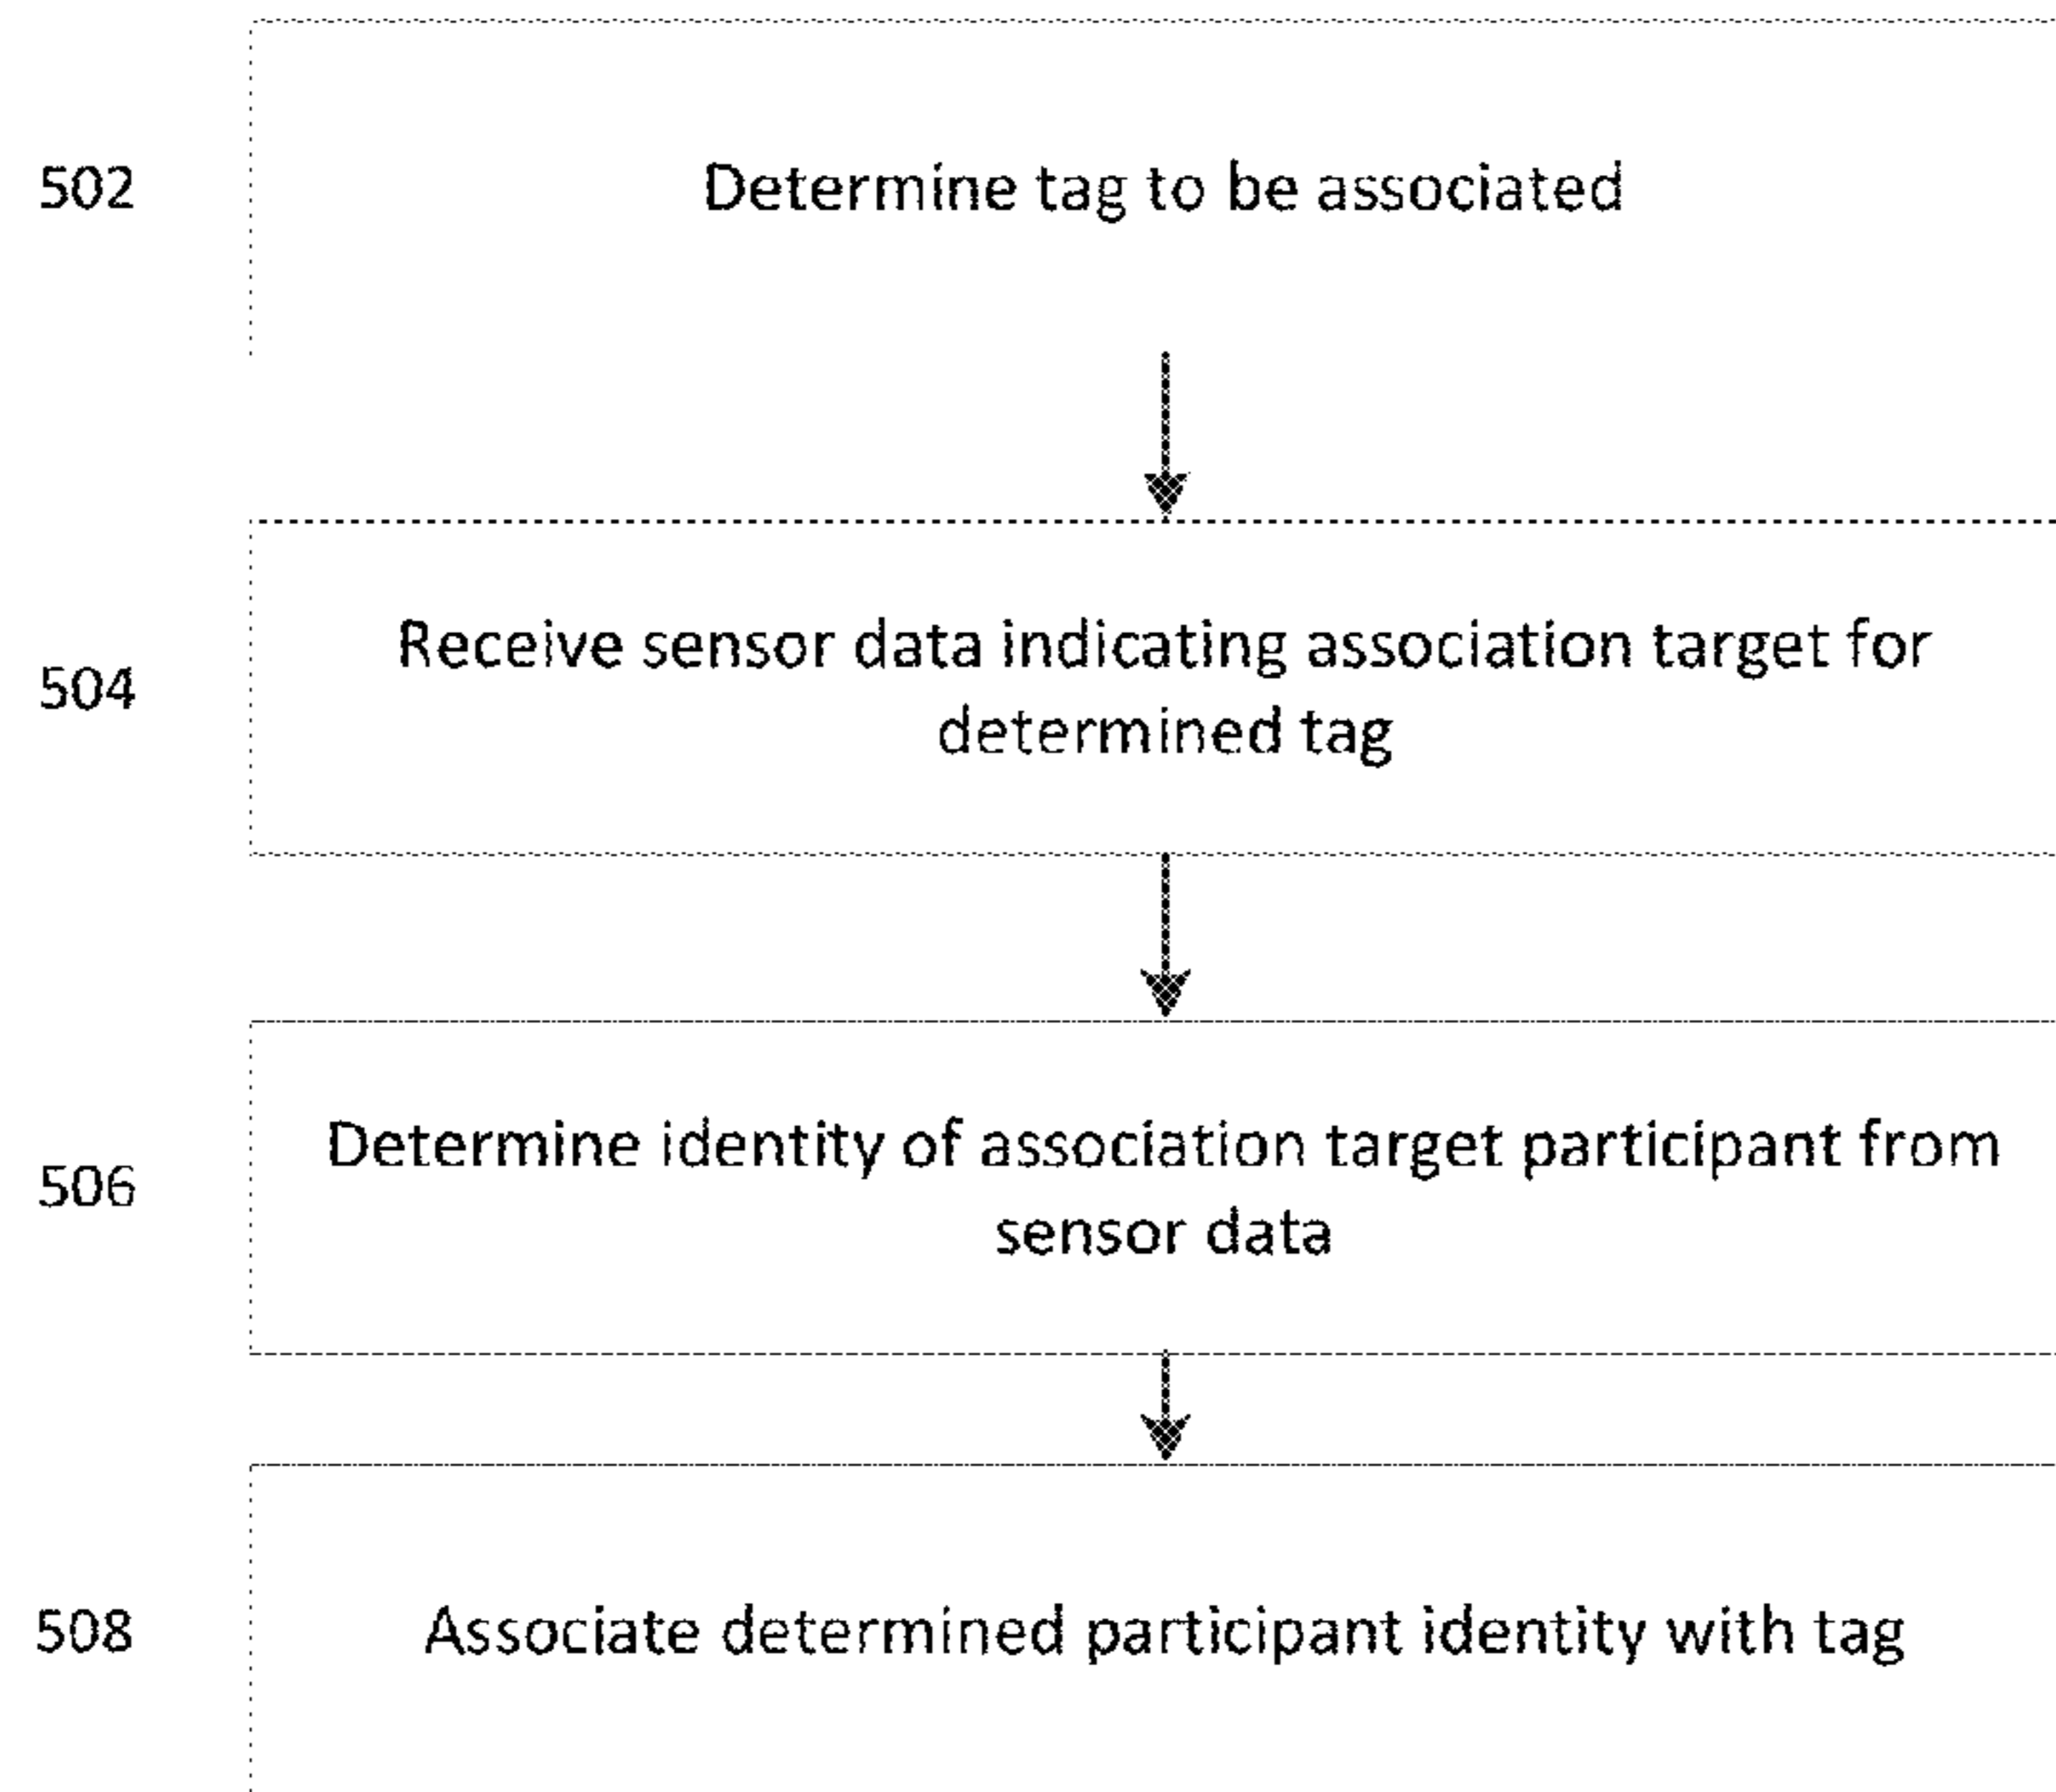 502
Determine tag to be associated
504
Receive sensor data indicating association target for
determined tag
506
Determine identity of association target participant from
sensor data
508
Associate determined participant identity with tag